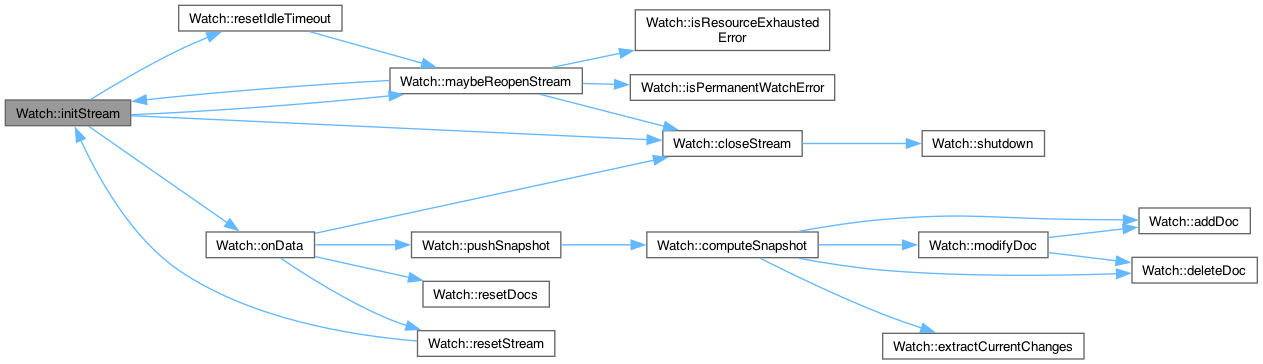 Watch::resetIdleTimeout
Watch::isResourceExhausted
Error
Watch::maybeReopenStream
Watch::isPermanentWatchError
Watch::initStream
Watch::closeStream
Watch::shutdown
Watch::onData
Watch::pushSnapshot
Watch::computeSnapshot
Watch::modifyDoc
Watch::addDoc
Watch::deleteDoc
Watch::resetDocs
Watch::resetStream
Watch::extractCurrentChanges